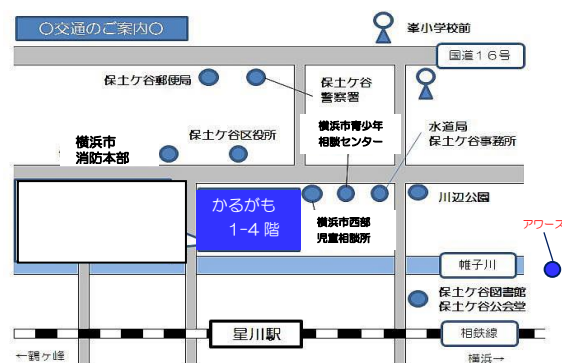 〇交通のご案内〇
峯小学校前
国道16号
保土ケ谷郵便局
保土ケ谷
警察署
横浜市青少年
相談センター
水道局
保土ケ谷事務所
横浜市
消防本部
保土ケ谷区役所
かるがも
1-4階
横浜市西部
児童相談所
川辺公園
アワーズ
帷子川
保土ケ谷図書館
保土ケ谷公会堂
星川駅
相鉄線
←鶴ケ峰
横浜→